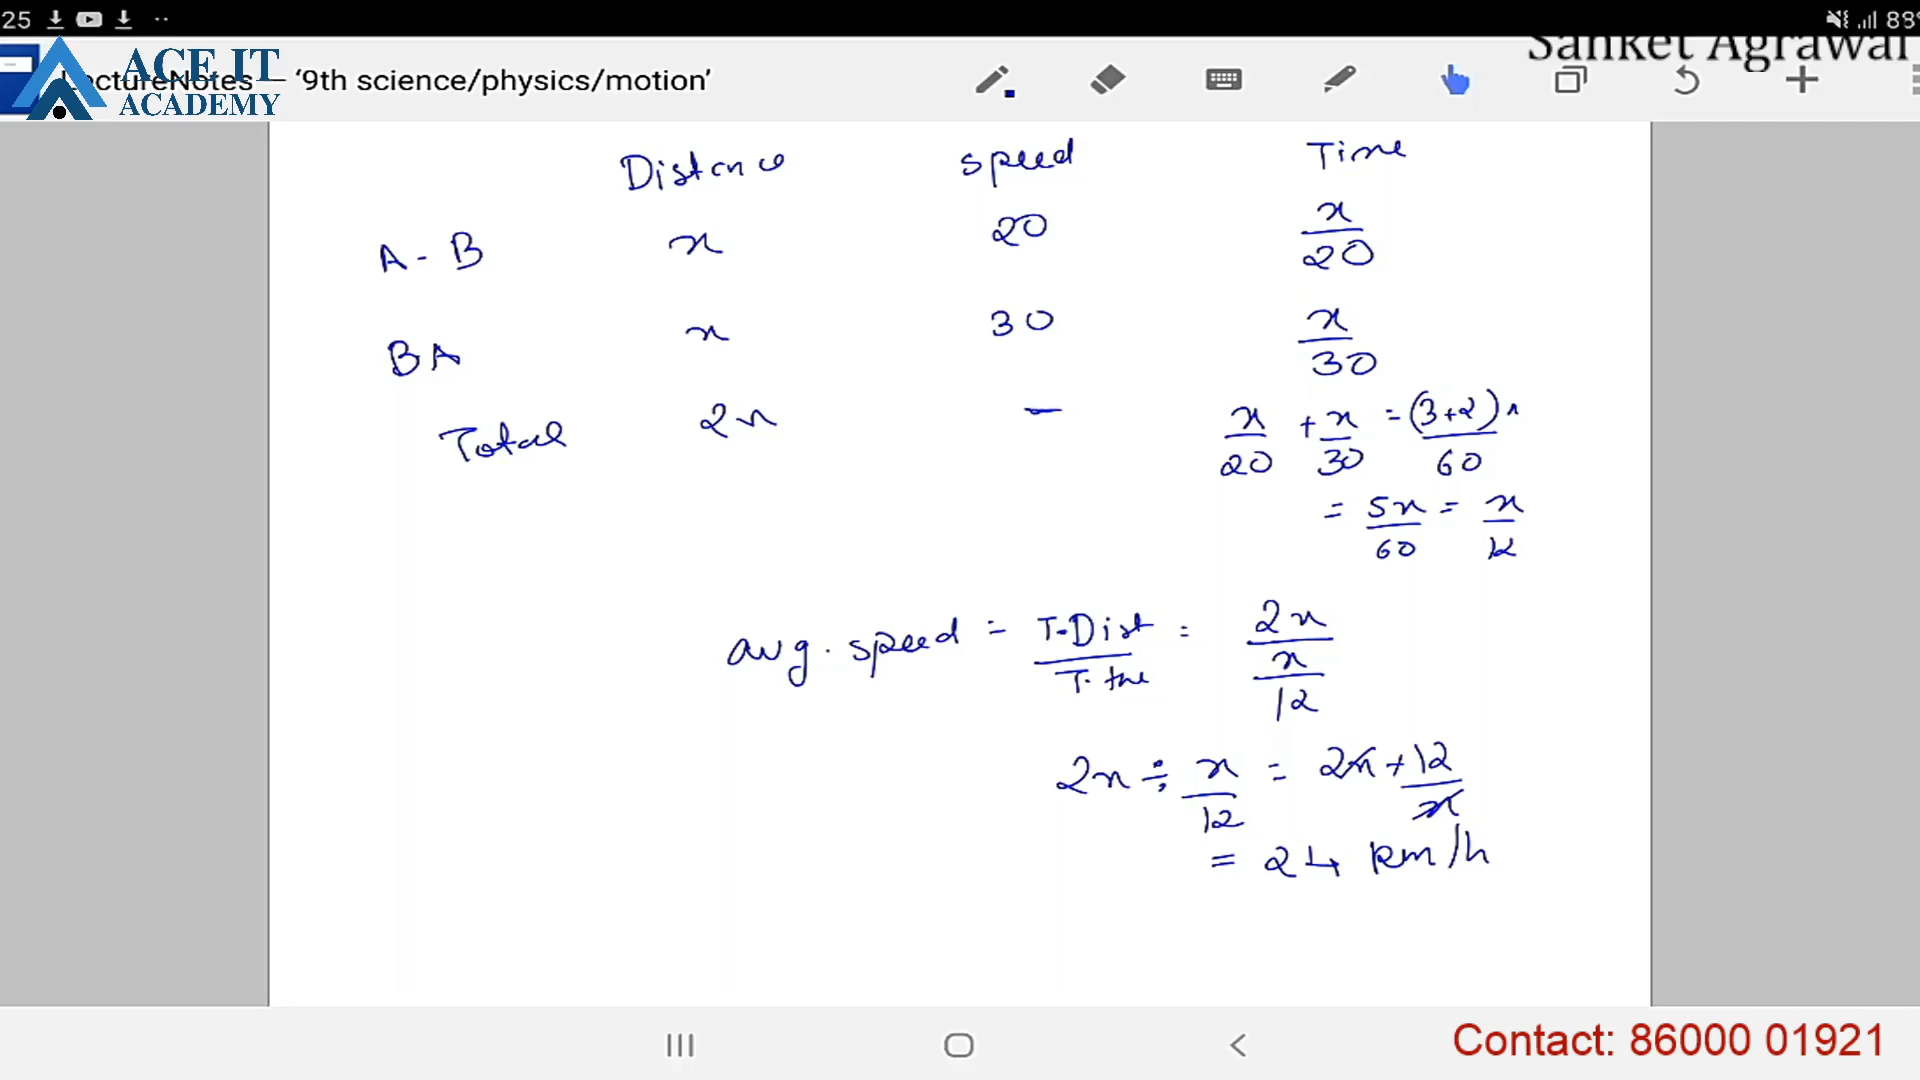 25 88%
Sanket Agrawal
ACE IT
ACADEMY
LectureNotes – ‘9th science/physics/motion’
Distance speed Time
A - B x 20 x/20
BA x 30 x/30
Total 2x – x/20 + x/30 = (3+2)x/60
= 5x/60 = x/12
avg. speed = T.Dist/T.time = 2x/(x/12)
2x ÷ x/12 = 2x + 12/x
= 24 km/h
Contact: 86000 01921